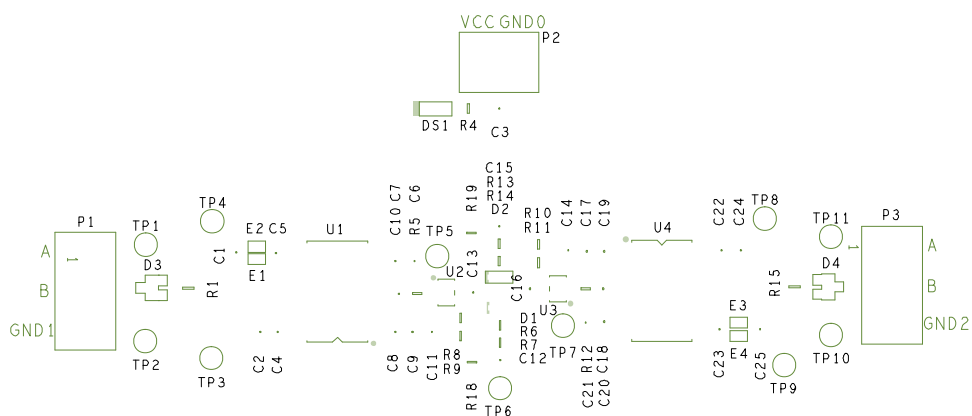 VCC GND0
P2
DS1
R4
C3
C15
R13
R14
D2
R19
C7
C6
C10
R5
TP5
C13
U2
C16
U3
R10
R11
C14
C17
C19
TP4
P1
TP1
E2
C5
U1
C1
E1
D3
R1
A
B
GND1
TP2
TP3
C2
C4
C8
C9
C11
R8
R9
R18
TP6
D1
R6
R7
C12
TP7
R12
C18
C21
C20
U4
C22
C24
TP8
TP11
P3
1
1
R15
D4
A
B
GND2
E3
E4
C23
C25
TP9
TP10